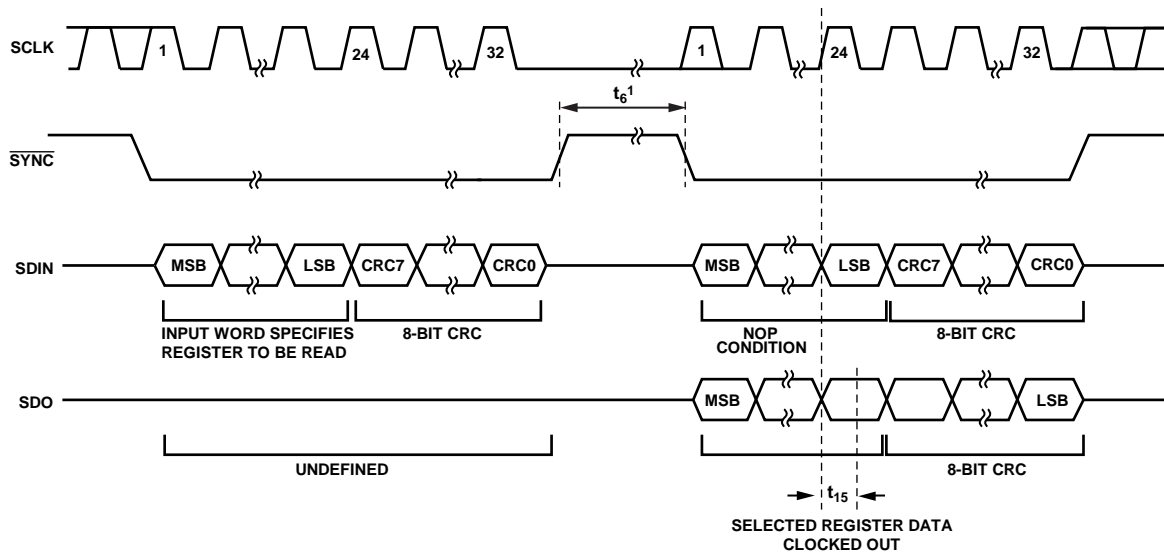 SCLK
1
24
32
1
24
32
t6¹
SYNC
SDIN
MSB
LSB
CRC7
CRC0
MSB
LSB
CRC7
CRC0
INPUT WORD SPECIFIES
REGISTER TO BE READ
8-BIT CRC
NOP
CONDITION
8-BIT CRC
SDO
MSB
LSB
UNDEFINED
8-BIT CRC
t15
SELECTED REGISTER DATA
CLOCKED OUT